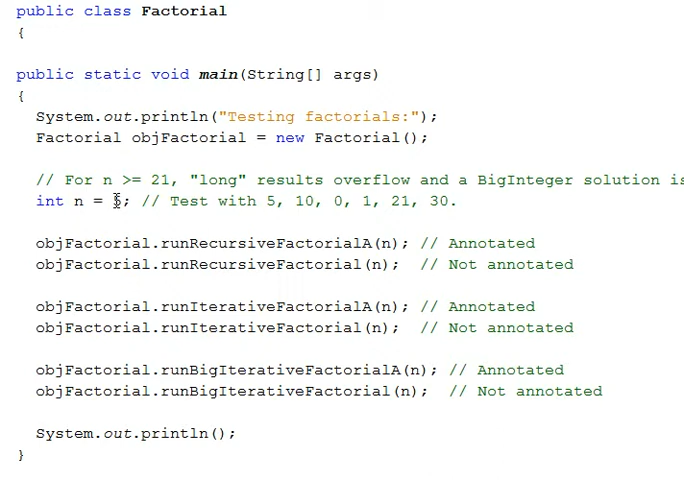 public class Factorial
{
public static void main(String[] args)
{
System.out.println("Testing factorials:");
Factorial objFactorial = new Factorial();
// For n >= 21, "long" results overflow and a BigInteger solution is
int n = 5; // Test with 5, 10, 0, 1, 21, 30.
objFactorial.runRecursiveFactorialA(n); // Annotated
objFactorial.runRecursiveFactorial(n); // Not annotated
objFactorial.runIterativeFactorialA(n); // Annotated
objFactorial.runIterativeFactorial(n); // Not annotated
objFactorial.runBigIterativeFactorialA(n); // Annotated
objFactorial.runBigIterativeFactorial(n); // Not annotated
System.out.println();
}